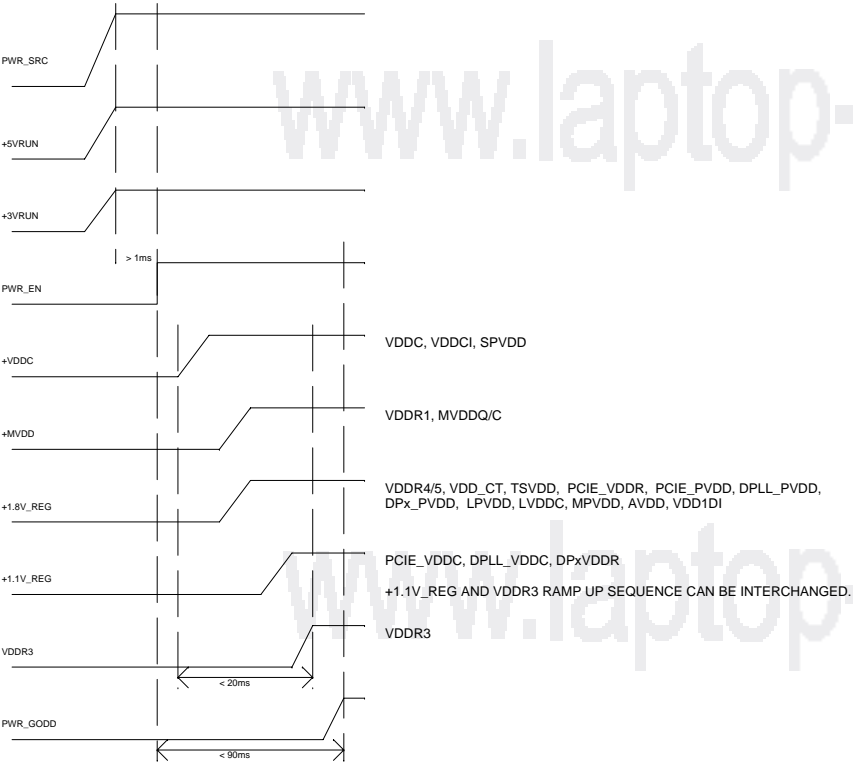 PWR_SRC
www.laptop-
+5VRUN
+3VRUN
> 1ms
PWR_EN
+VDDC
VDDC, VDDCI, SPVDD
+MVDD
VDDR1, MVDDQ/C
+1.8V_REG
VDDR4/5, VDD_CT, TSVDD, PCIE_VDDR, PCIE_PVDD, DPLL_PVDD,
DPx_PVDD, LPVDD, LVDDC, MPVDD, AVDD, VDD1DI
+1.1V_REG
PCIE_VDDC, DPLL_VDDC, DPxVDDR
+1.1V_REG AND VDDR3 RAMP UP SEQUENCE CAN BE INTERCHANGED.
www.laptop-
VDDR3
VDDR3
< 20ms
PWR_GODD
< 90ms